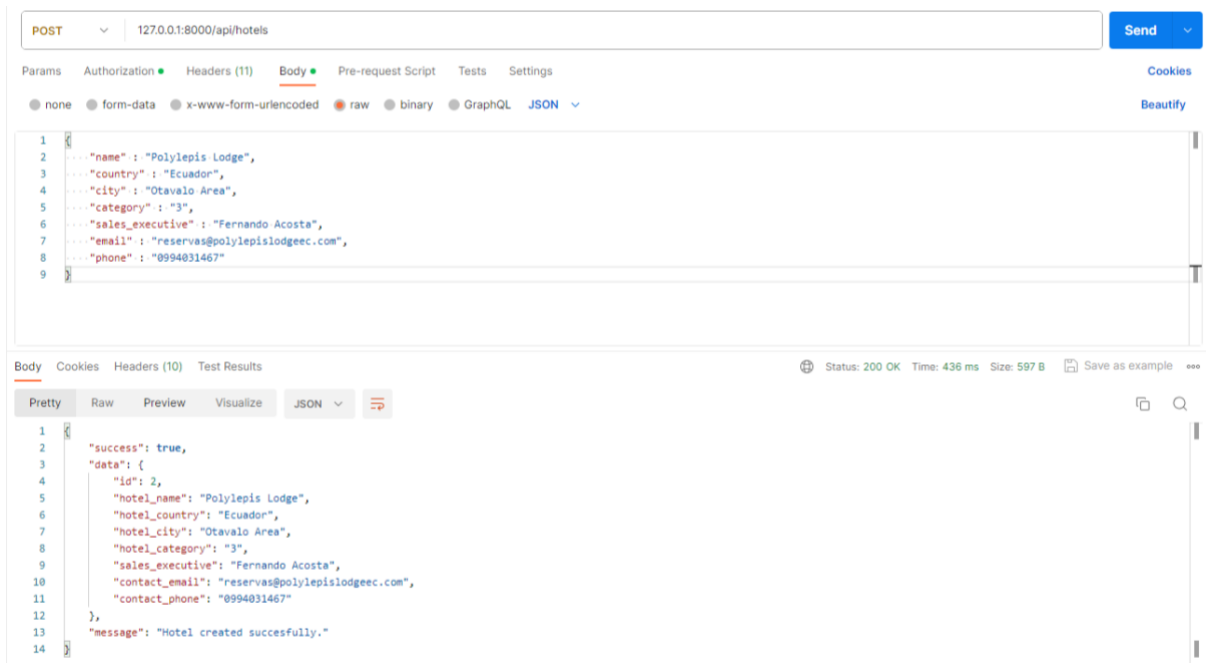 POST 127.0.0.1:8000/api/hotels Send
Params Authorization Headers (11) Body Pre-request Script Tests Settings Cookies
none form-data x-www-form-urlencoded raw binary GraphQL JSON Beautify
1 {
2 "name" : "Polylepis Lodge",
3 "country" : "Ecuador",
4 "city" : "Otavalo Area",
5 "category" : "3",
6 "sales_executive" : "Fernando Acosta",
7 "email" : "reservas@polylepislodgeec.com",
8 "phone" : "0994031467"
9 }
Body Cookies Headers (10) Test Results Status: 200 OK Time: 436 ms Size: 597 B Save as example
Pretty Raw Preview Visualize JSON
1 {
2 "success": true,
3 "data": {
4 "id": 2,
5 "hotel_name": "Polylepis Lodge",
6 "hotel_country": "Ecuador",
7 "hotel_city": "Otavalo Area",
8 "hotel_category": "3",
9 "sales_executive": "Fernando Acosta",
10 "contact_email": "reservas@polylepislodgeec.com",
11 "contact_phone": "0994031467"
12 },
13 "message": "Hotel created succesfully."
14 }